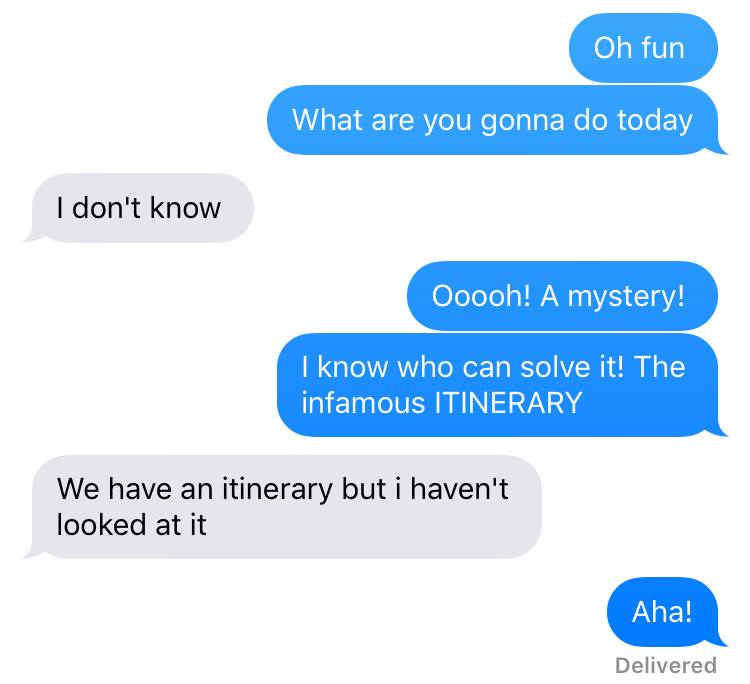 Oh fun
What are you gonna do today
I don't know
Ooooh! A mystery!
I know who can solve it! The
infamous ITINERARY
We have an itinerary but i haven't
looked at it
Aha!
Delivered